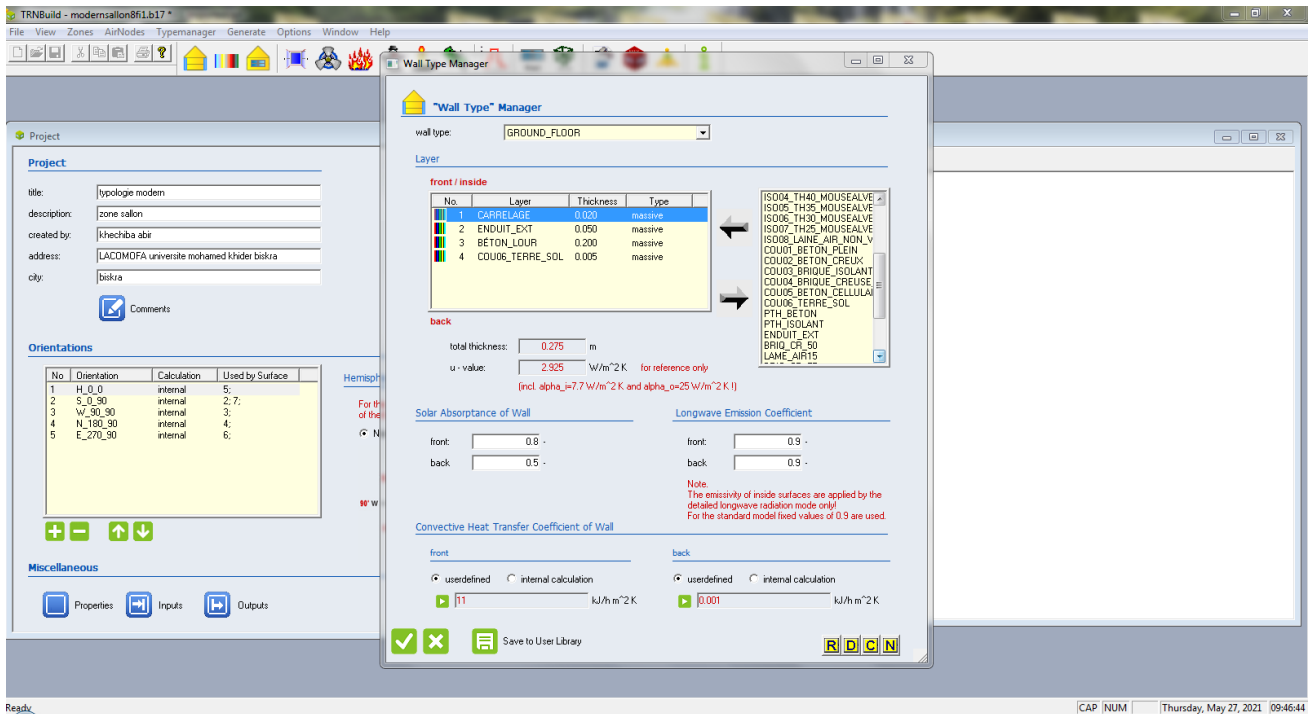 TRNBuild - modernsallon8fi1.b17 *
File View Zones AirNodes Typemanager Generate Options Window Help
Project
Project
title: typologie modern
description: zone sallon
created by: khechiba abir
address: LACOMOFA universite mohamed khider biskra
city: biskra
Comments
Orientations
No Orientation Calculation Used by Surface
1 H_0_0 internal 5;
2 S_0_90 internal 2; 7;
3 W_90_90 internal 3;
4 N_180_90 internal 4;
5 E_270_90 internal 6;
Hemisph
For th
of the
N
90° W
Miscellaneous
Properties Inputs Outputs
Wall Type Manager
"Wall Type" Manager
wall type: GROUND_FLOOR
Layer
front / inside
No. Layer Thickness Type
1 CARRELAGE 0.020 massive
2 ENDUIT_EXT 0.050 massive
3 BÉTON_LOUR 0.200 massive
4 COU06_TERRE_SOL 0.005 massive
back
ISO04_TH40_MOUSEALVE
ISO05_TH35_MOUSEALVE
ISO06_TH30_MOUSEALVE
ISO07_TH25_MOUSEALVE
ISO08_LAINE_AIR_NON_V
COU01_BETON_PLEIN
COU02_BETON_CREUX
COU03_BRIQUE_ISOLANT
COU04_BRIQUE_CREUSE_
COU05_BETON_CELLULAI
COU06_TERRE_SOL
PTH_BETON
PTH_ISOLANT
ENDUIT_EXT
BRIQ_CR_50
LAME_AIR15
total thickness: 0.275 m
u - value: 2.925 W/m^2 K for reference only
(incl. alpha_i=7.7 W/m^2 K and alpha_o=25 W/m^2 K !)
Solar Absorptance of Wall
front: 0.8 -
back 0.5 -
Longwave Emission Coefficient
front: 0.9 -
back 0.9 -
Note.
The emissivity of inside surfaces are applied by the
detailed longwave radiation mode only!
For the standard model fixed values of 0.9 are used.
Convective Heat Transfer Coefficient of Wall
front
userdefined internal calculation
11 kJ/h m^2 K
back
userdefined internal calculation
0.001 kJ/h m^2 K
Save to User Library
R D C N
Ready
CAP NUM Thursday, May 27, 2021 09:46:44